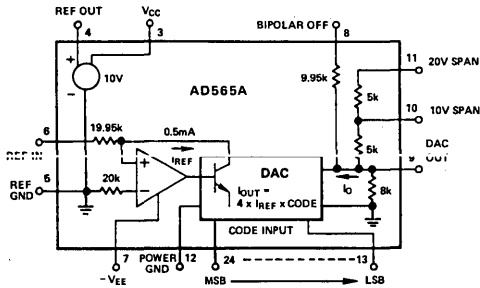 REF OUT
VCC
BIPOLAR OFF
4
3
8
+
10V
-
AD565A
9.95k
11
20V SPAN
5k
10
10V SPAN
5k
DAC
OUT
9
6
19.95k
0.5mA
IREF
REF IN
+
-
DAC
IOUT =
4 x IREF x CODE
IO
8k
REF
GND
5
20k
CODE INPUT
7
-VEE
POWER
GND
12
24
13
MSB
LSB